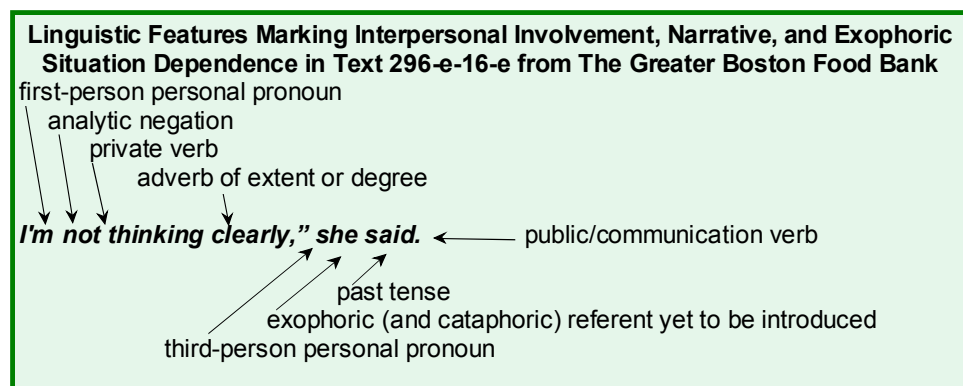 Linguistic Features Marking Interpersonal Involvement, Narrative, and Exophoric
Situation Dependence in Text 296-e-16-e from The Greater Boston Food Bank
first-person personal pronoun
analytic negation
private verb
adverb of extent or degree
I'm not thinking clearly,” she said.
public/communication verb
past tense
exophoric (and cataphoric) referent yet to be introduced
third-person personal pronoun